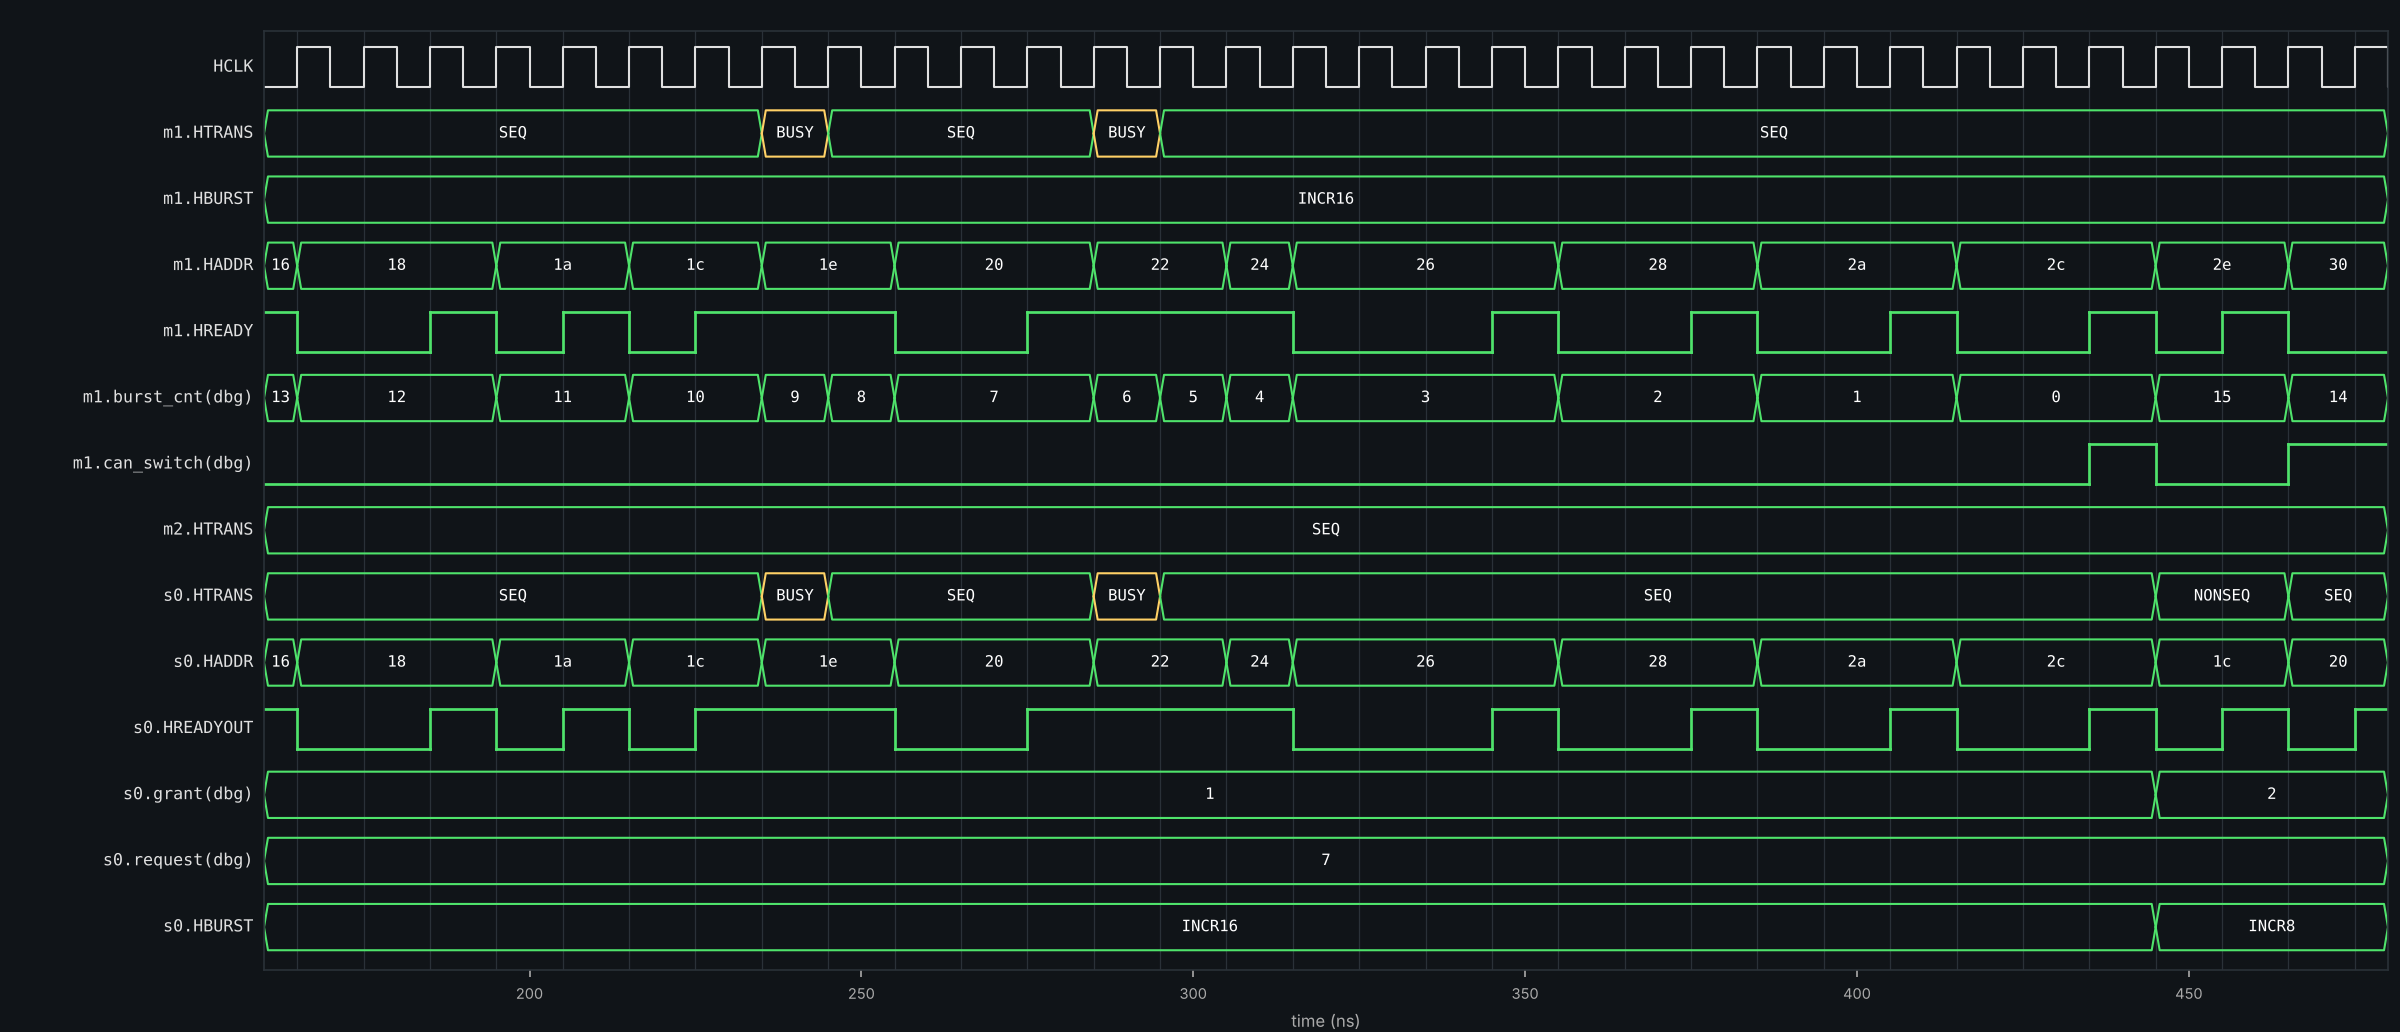 HCLK
m1.HTRANS SEQ BUSY SEQ BUSY SEQ
m1.HBURST INCR16
m1.HADDR 16 18 1a 1c 1e 20 22 24 26 28 2a 2c 2e 30
m1.HREADY
m1.burst_cnt(dbg) 13 12 11 10 9 8 7 6 5 4 3 2 1 0 15 14
m1.can_switch(dbg)
m2.HTRANS SEQ
s0.HTRANS SEQ BUSY SEQ BUSY SEQ NONSEQ SEQ
s0.HADDR 16 18 1a 1c 1e 20 22 24 26 28 2a 2c 1c 20
s0.HREADYOUT
s0.grant(dbg) 1 2
s0.request(dbg) 7
s0.HBURST INCR16 INCR8
200 250 300 350 400 450
time (ns)